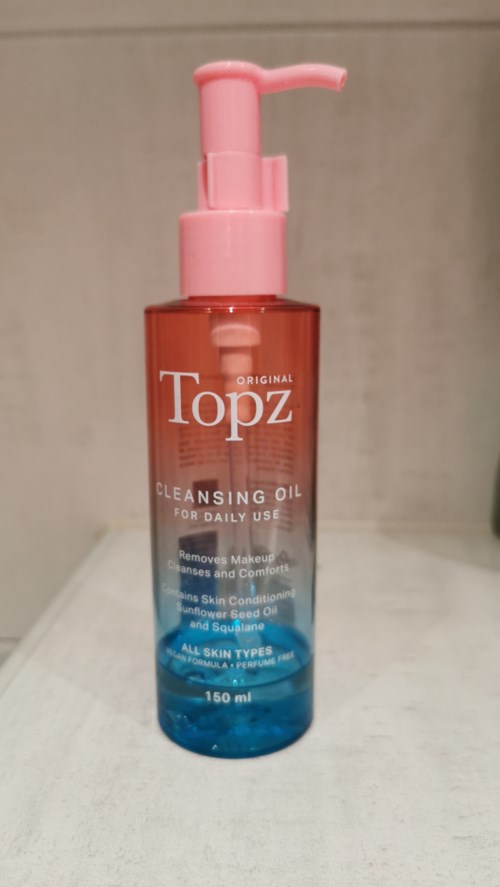 ORIGINAL
Topz
CLEANSING OIL
FOR DAILY USE
Removes Makeup
Cleanses and Comforts
Contains Skin Conditioning
Sunflower Seed Oil
and Squalane
ALL SKIN TYPES
VEGAN FORMULA • PERFUME FREE
150 ml